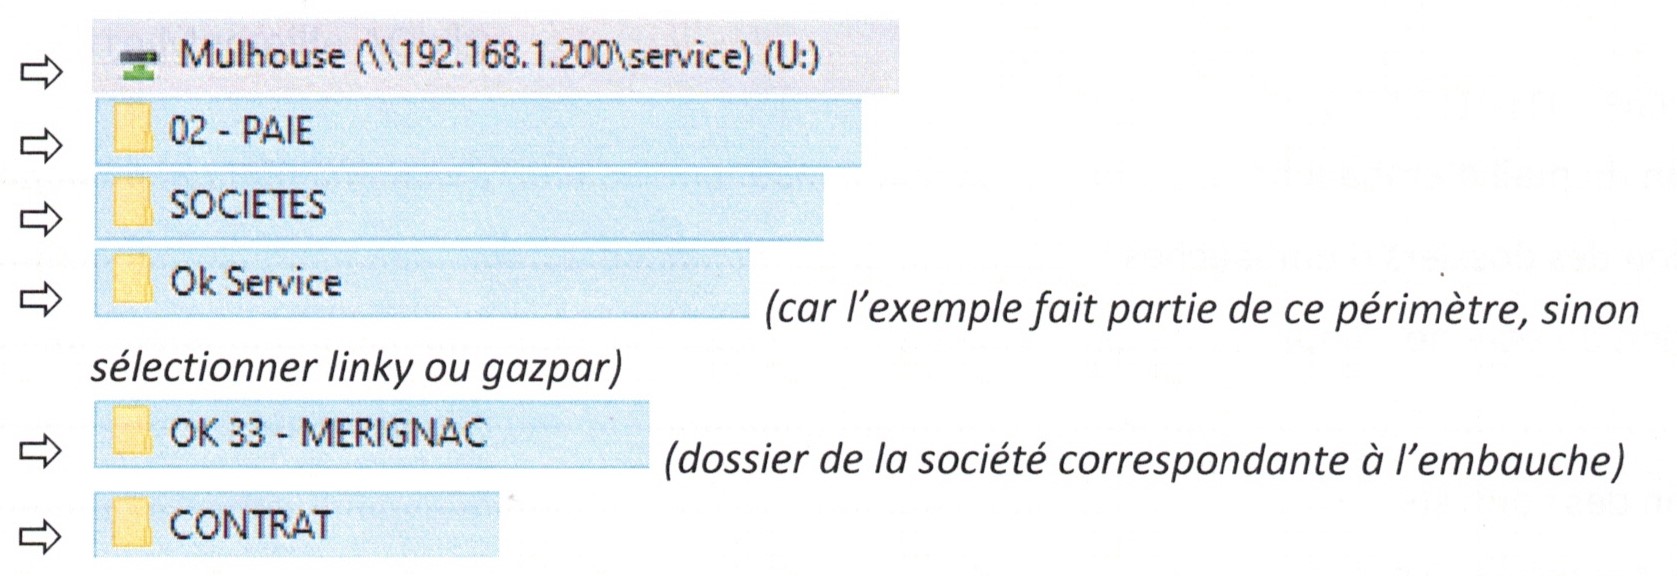 ⇨ Mulhouse (\\192.168.1.200\service) (U:)
⇨ 02 - PAIE
⇨ SOCIETES
⇨ Ok Service (car l’exemple fait partie de ce périmètre, sinon
sélectionner linky ou gazpar)
⇨ OK 33 - MERIGNAC (dossier de la société correspondante à l’embauche)
⇨ CONTRAT